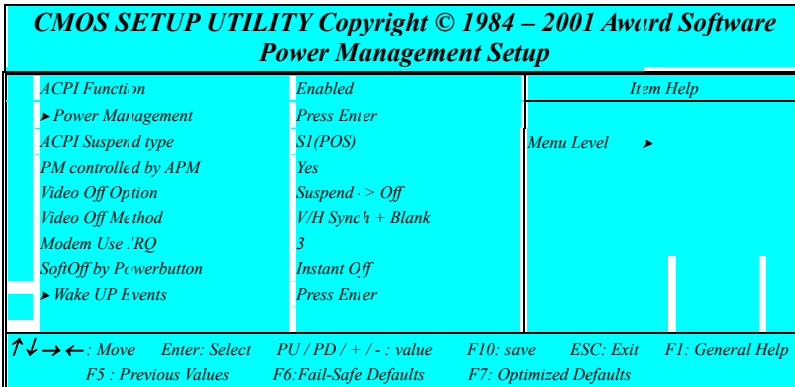 CMOS SETUP UTILITY Copyright © 1984 – 2001 Award Software
Power Management Setup
ACPI Function Enabled Item Help
➤ Power Management Press Enter
ACPI Suspend type S1(POS) Menu Level ➤
PM controlled by APM Yes
Video Off Option Suspend -> Off
Video Off Method V/H Synch + Blank
Modem Use IRQ 3
SoftOff by Powerbutton Instant Off
➤ Wake UP Events Press Enter
↑↓→←: Move Enter: Select PU / PD / + / - : value F10: save ESC: Exit F1: General Help
F5 : Previous Values F6:Fail-Safe Defaults F7: Optimized Defaults